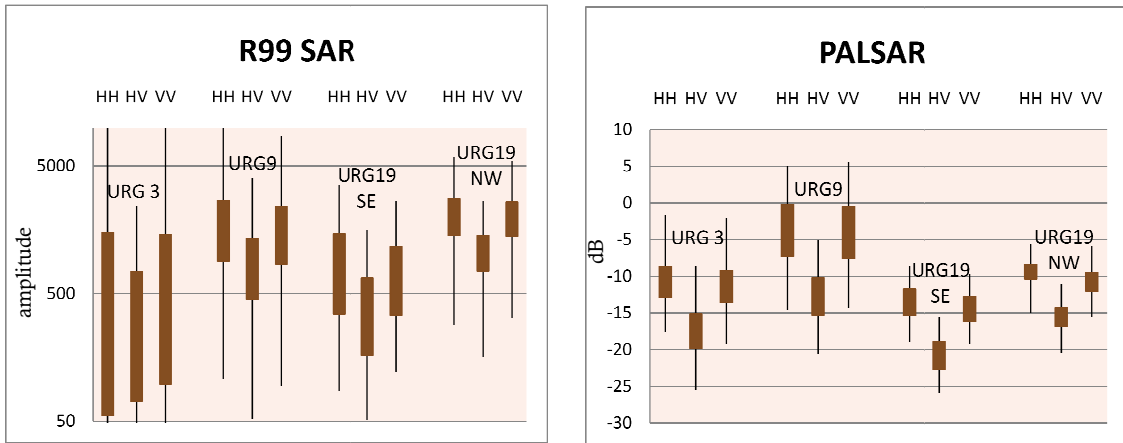 R99 SAR
HH HV VV HH HV VV HH HV VV HH HV VV
5000
500
50
amplitude
URG 3
URG9
URG19
SE
URG19
NW
PALSAR
HH HV VV HH HV VV HH HV VV HH HV VV
10
5
0
-5
-10
-15
-20
-25
-30
dB
URG 3
URG9
URG19
SE
URG19
NW